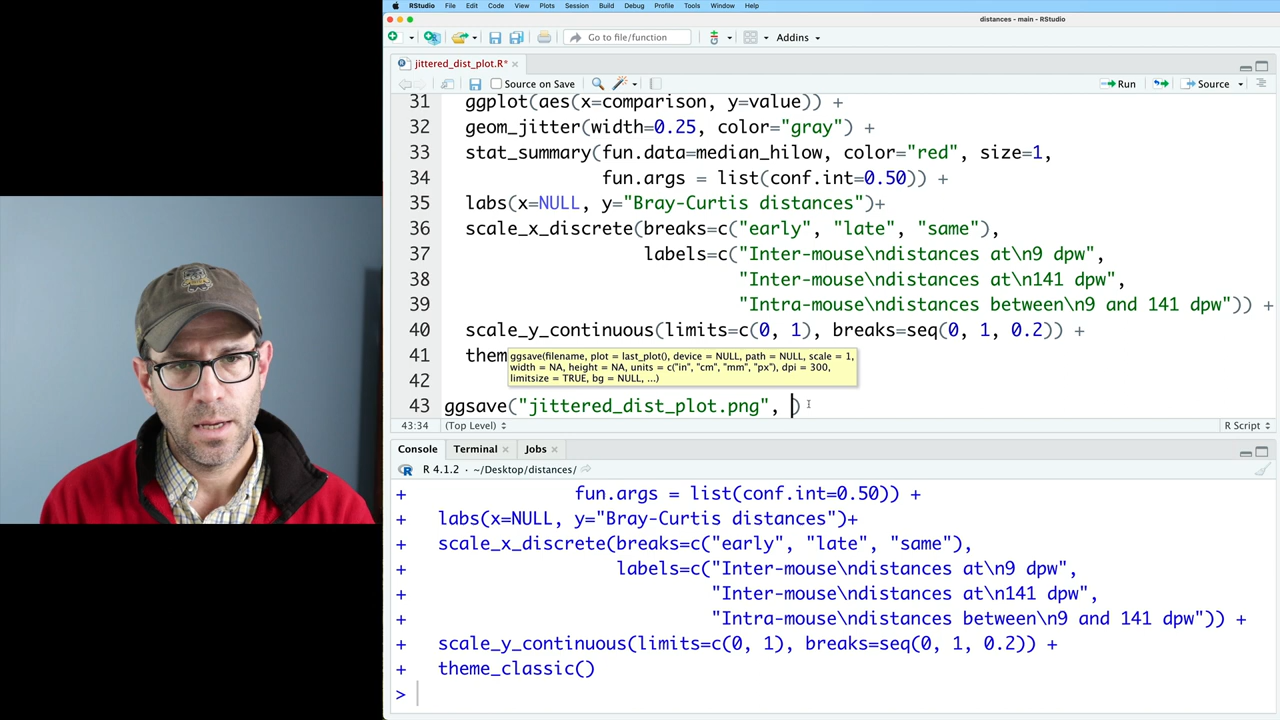 RStudio File Edit Code View Plots Session Build Debug Profile Tools Window Help
distances - main - RStudio
Go to file/function Addins
jittered_dist_plot.R*
Source on Save Run Source
31 ggplot(aes(x=comparison, y=value)) +
32 geom_jitter(width=0.25, color="gray") +
33 stat_summary(fun.data=median_hilow, color="red", size=1,
34 fun.args = list(conf.int=0.50)) +
35 labs(x=NULL, y="Bray-Curtis distances")+
36 scale_x_discrete(breaks=c("early", "late", "same"),
37 labels=c("Inter-mouse\ndistances at\n9 dpw",
38 "Inter-mouse\ndistances at\n141 dpw",
39 "Intra-mouse\ndistances between\n9 and 141 dpw")) +
40 scale_y_continuous(limits=c(0, 1), breaks=seq(0, 1, 0.2)) +
41 them
ggsave(filename, plot = last_plot(), device = NULL, path = NULL, scale = 1,
width = NA, height = NA, units = c("in", "cm", "mm", "px"), dpi = 300,
limitsize = TRUE, bg = NULL, ...)
42
43 ggsave("jittered_dist_plot.png", )
43:34 (Top Level) R Script
Console Terminal Jobs
R 4.1.2 · ~/Desktop/distances/
+ fun.args = list(conf.int=0.50)) +
+ labs(x=NULL, y="Bray-Curtis distances")+
+ scale_x_discrete(breaks=c("early", "late", "same"),
+ labels=c("Inter-mouse\ndistances at\n9 dpw",
+ "Inter-mouse\ndistances at\n141 dpw",
+ "Intra-mouse\ndistances between\n9 and 141 dpw")) +
+ scale_y_continuous(limits=c(0, 1), breaks=seq(0, 1, 0.2)) +
+ theme_classic()
>